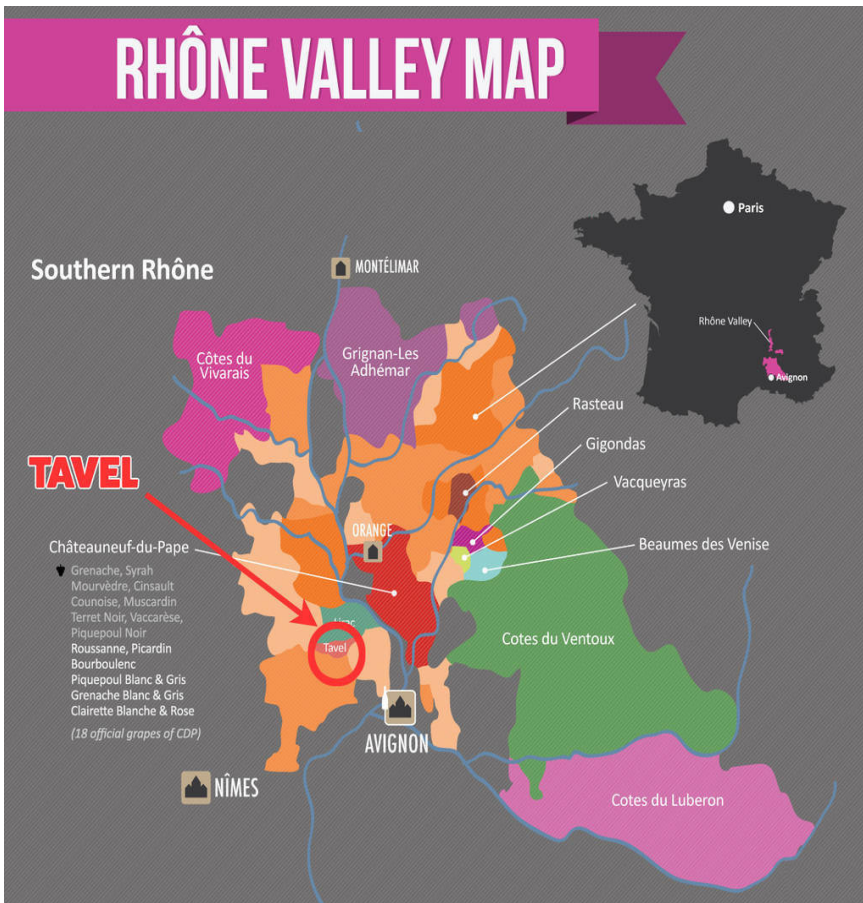 RHÔNE VALLEY MAP
Paris
Southern Rhône
MONTÉLIMAR
Rhône Valley
Avignon
Côtes du
Vivarais
Grignan-Les
Adhémar
Rasteau
Gigondas
TAVEL
Vacqueyras
ORANGE
Châteauneuf-du-Pape
Beaumes des Venise
Grenache, Syrah
Mourvèdre, Cinsault
Counoise, Muscardin
Terret Noir, Vaccarèse,
Piquepoul Noir
Roussanne, Picardin
Bourboulenc
Piquepoul Blanc & Gris
Grenache Blanc & Gris
Clairette Blanche & Rose
(18 official grapes of CDP)
Tavel
Cotes du Ventoux
AVIGNON
NÎMES
Cotes du Luberon